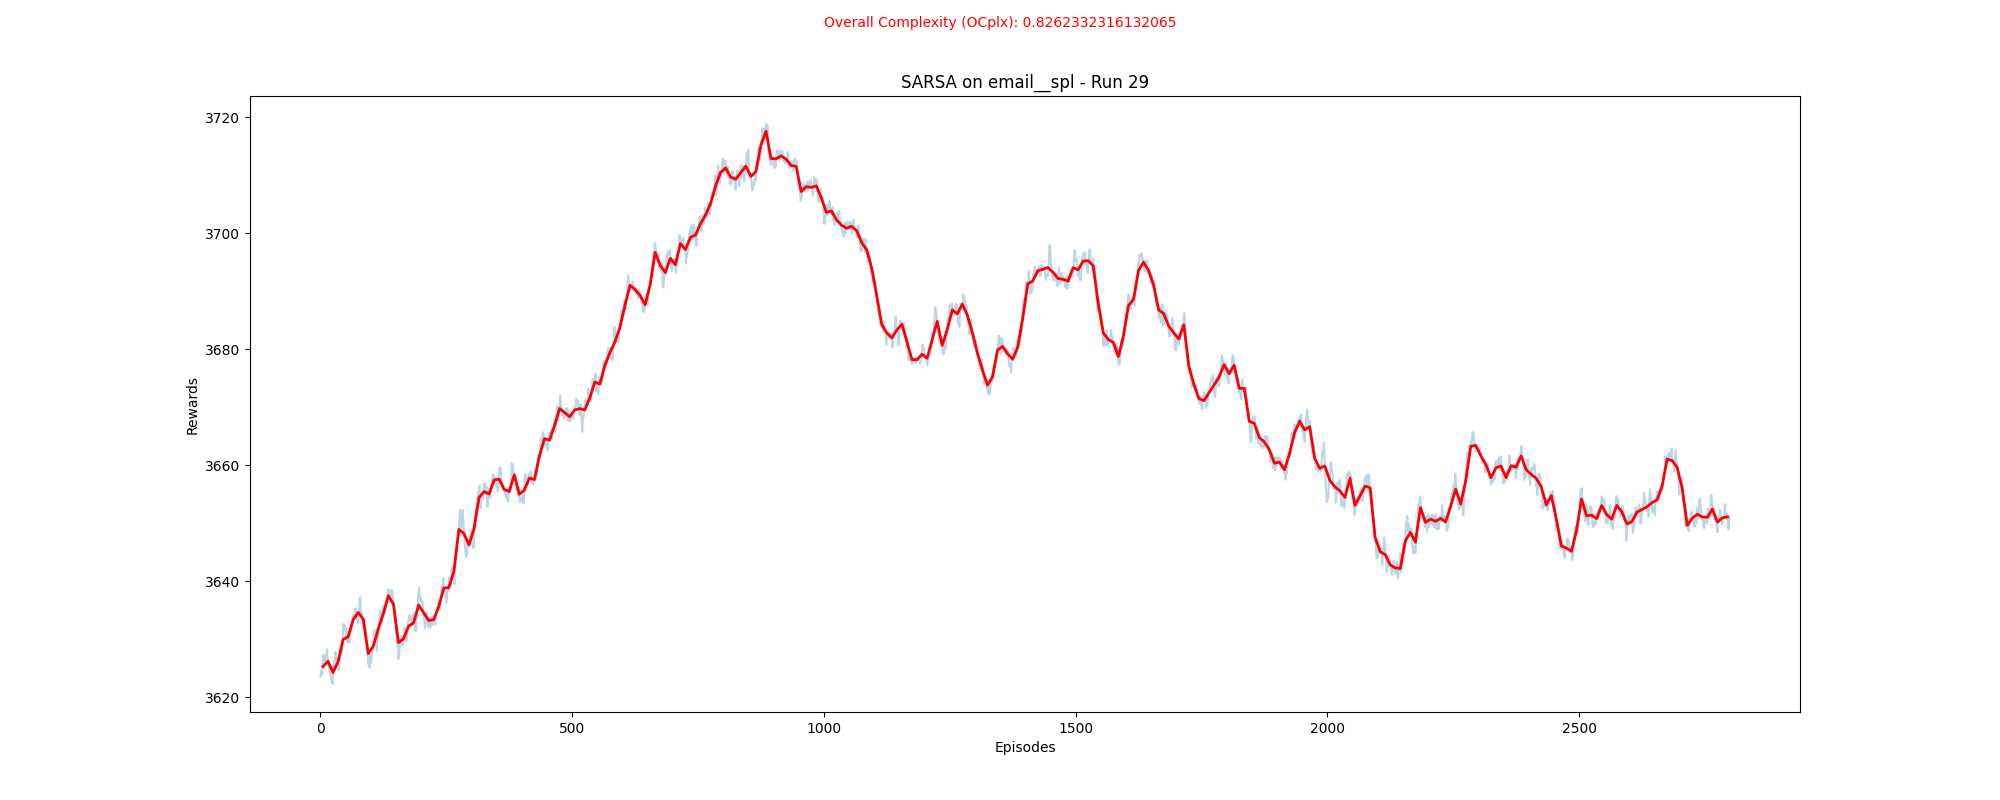 Overall Complexity (OCplx): 0.8262332316132065
SARSA on email__spl - Run 29
3720
3700
3680
3660
3640
3620
Rewards
0 500 1000 1500 2000 2500
Episodes